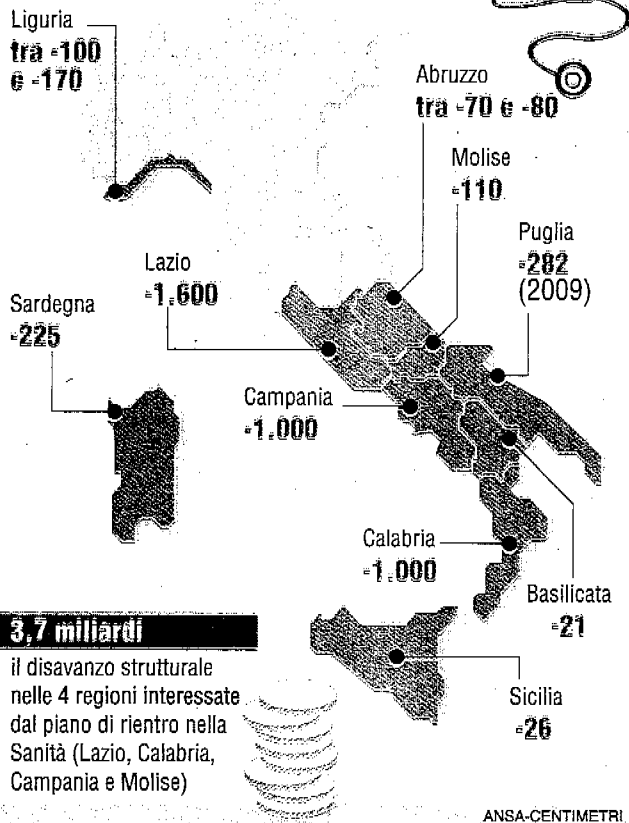 Liguria
tra -100
e -170
Abruzzo
tra -70 e -80
Molise
-110
Puglia
-282
(2009)
Lazio
-1.600
Sardegna
-225
Campania
-1.000
Calabria
-1.000
Basilicata
-21
Sicilia
-26
3,7 miliardi
il disavanzo strutturale
nelle 4 regioni interessate
dal piano di rientro nella
Sanità (Lazio, Calabria,
Campania e Molise)
ANSA-CENTIMETRI